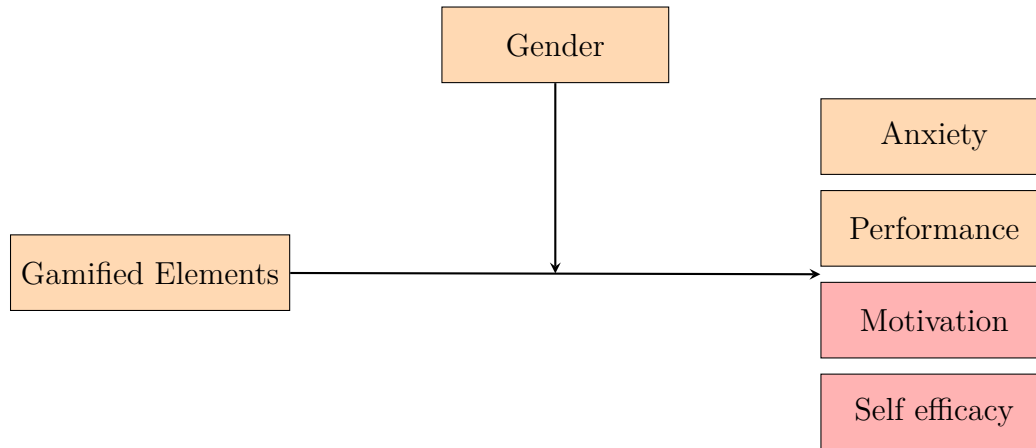 Gender
Anxiety
Performance
Gamified Elements
Motivation
Self efficacy